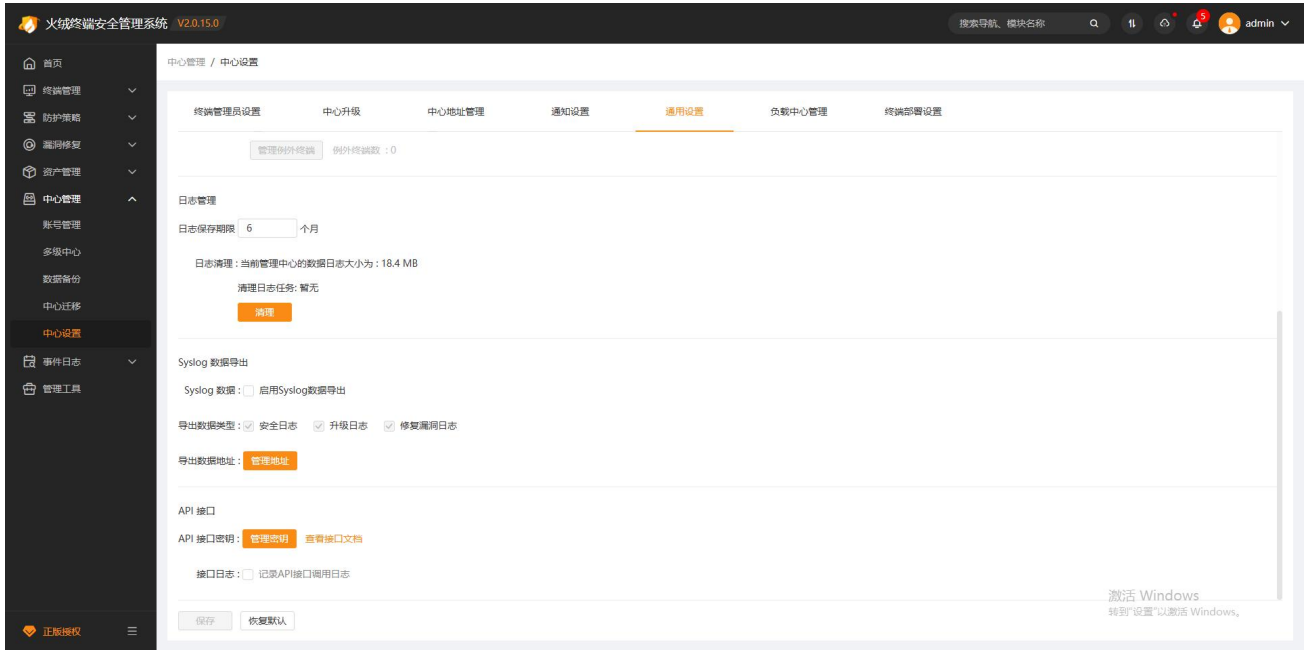 火绒终端安全管理系统 V2.0.15.0 搜索导航、模块名称 5 admin
首页
终端管理
防护策略
漏洞修复
资产管理
中心管理
账号管理
多级中心
数据备份
中心迁移
中心设置
事件日志
管理工具
正版授权
中心管理 / 中心设置
终端管理员设置 中心升级 中心地址管理 通知设置 通用设置 负载中心管理 终端部署设置
管理例外终端 例外终端数 : 0
日志管理
日志保存期限 6 个月
日志清理 : 当前管理中心的数据日志大小为 : 18.4 MB
清理日志任务: 暂无
清理
Syslog 数据导出
Syslog 数据 : 启用Syslog数据导出
导出数据类型 : 安全日志 升级日志 修复漏洞日志
导出数据地址 : 管理地址
API 接口
API 接口密钥 : 管理密钥 查看接口文档
接口日志 : 记录API接口调用日志
保存 恢复默认
激活 Windows
转到"设置"以激活 Windows。